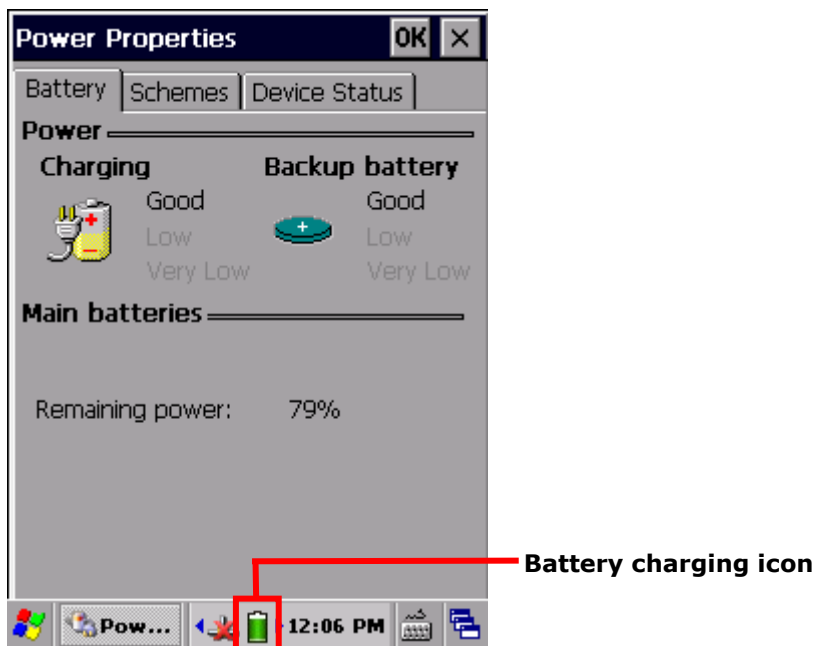 Power Properties OK ×
Battery Schemes Device Status
Power
Charging Backup battery
Good Good
Low Low
Very Low Very Low
Main batteries
Remaining power: 79%
Battery charging icon
Pow... 12:06 PM